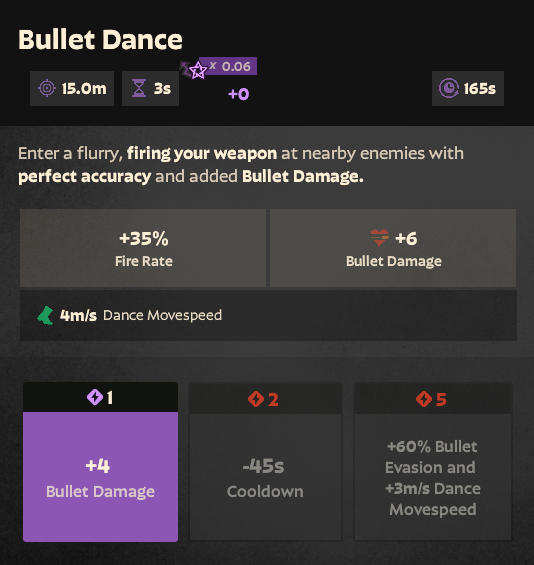 Bullet Dance
x 0.06
15.0m
3s
+0
165s
Enter a flurry, firing your weapon at nearby enemies with
perfect accuracy and added Bullet Damage.
+35%
Fire Rate
+6
Bullet Damage
4m/s Dance Movespeed
1
+4
Bullet Damage
2
-45s
Cooldown
5
+60% Bullet
Evasion and
+3m/s Dance
Movespeed